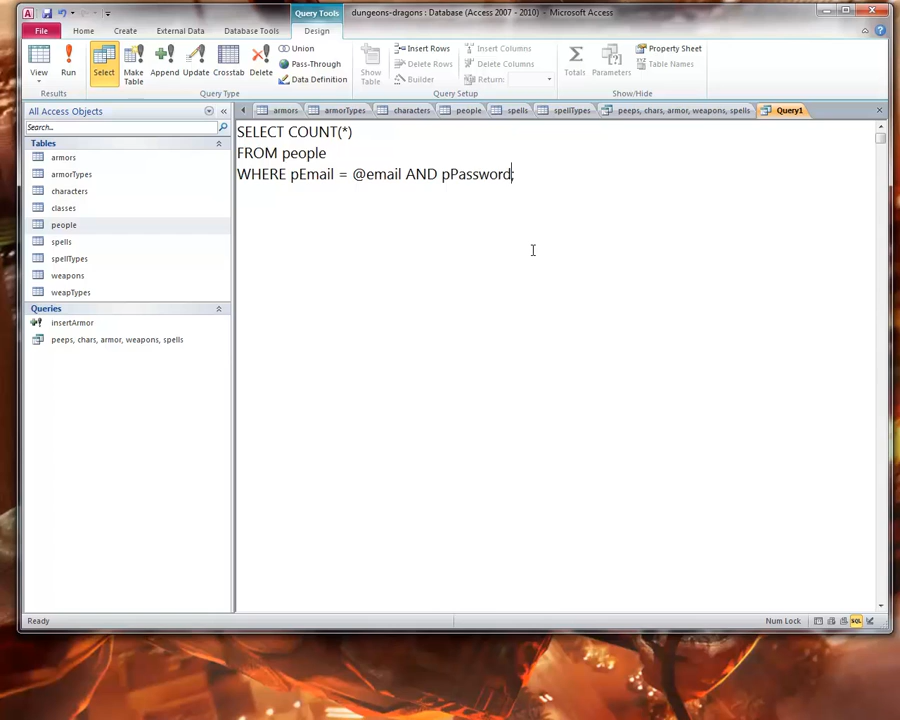 Query Tools
dungeons-dragons : Database (Access 2007 - 2010) - Microsoft Access
File Home Create External Data Database Tools Design
View Run Select Make Table Append Update Crosstab Delete
Union
Pass-Through
Data Definition
Show Table
Insert Rows
Delete Rows
Builder
Insert Columns
Delete Columns
Return:
Totals Parameters
Property Sheet
Table Names
Results Query Type Query Setup Show/Hide
All Access Objects
armors armorTypes characters people spells spellTypes peeps, chars, armor, weapons, spells Query1
Search...
Tables
armors
armorTypes
characters
classes
people
spells
spellTypes
weapons
weapTypes
Queries
insertArmor
peeps, chars, armor, weapons, spells
SELECT COUNT(*)
FROM people
WHERE pEmail = @email AND pPassword;
Ready
Num Lock
SQL